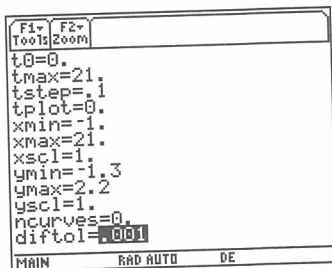 F1▾ F2▾
Tools Zoom
t0=0.
tmax=21.
tstep=.1
tplot=0.
xmin=-1.
xmax=21.
xscl=1.
ymin=-1.3
ymax=2.2
yscl=1.
ncurves=0.
diftol=.001
MAIN RAD AUTO DE